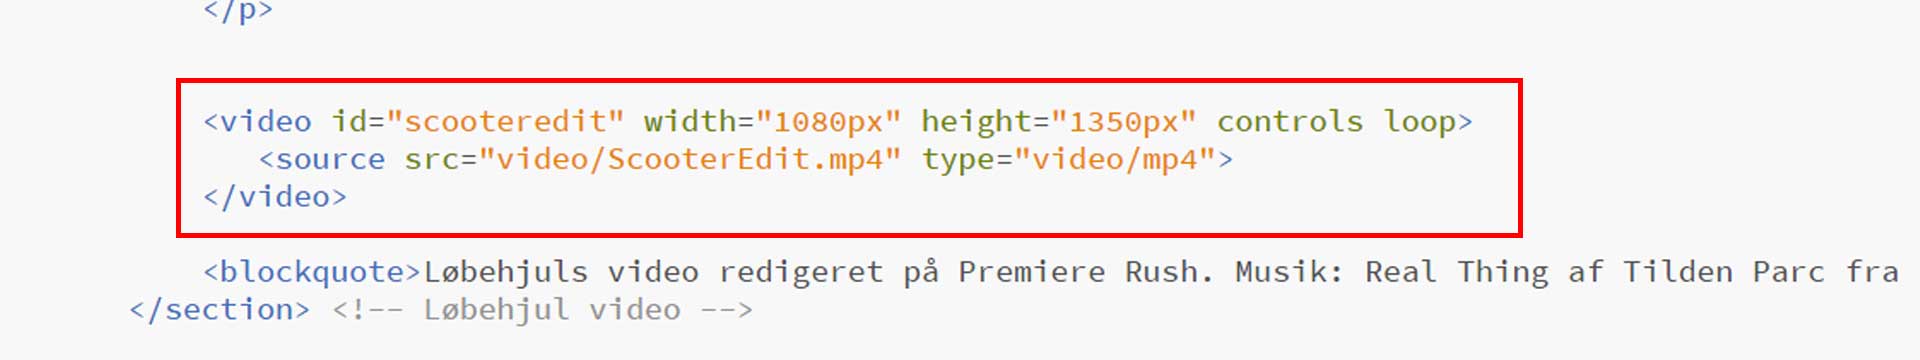 </p>
<video id="scooteredit" width="1080px" height="1350px" controls loop>
<source src="video/ScooterEdit.mp4" type="video/mp4">
</video>
<blockquote>Løbehjuls video redigeret på Premiere Rush. Musik: Real Thing af Tilden Parc fra
</section> <!-- Løbehjul video -->